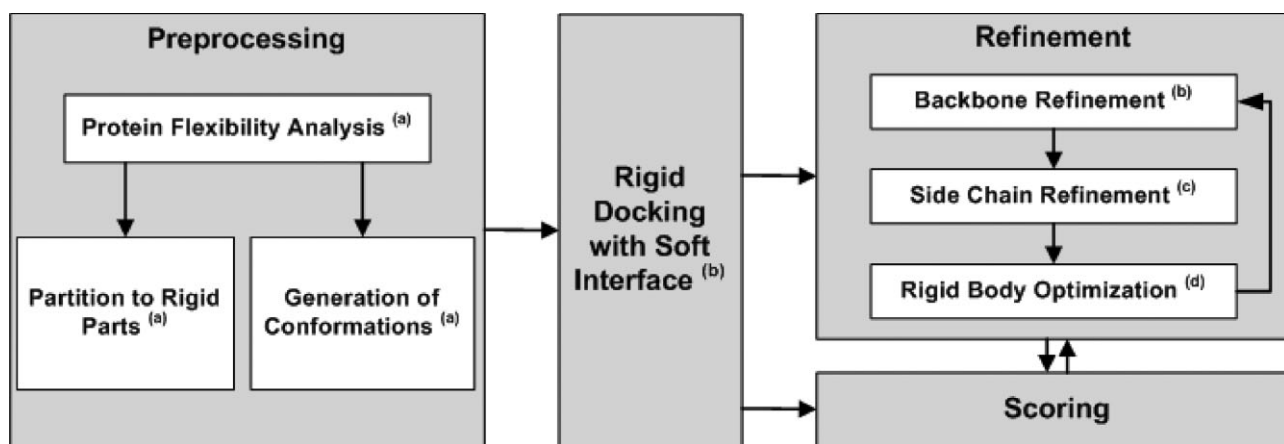 Preprocessing
Protein Flexibility Analysis (a)
Partition to Rigid
Parts (a)
Generation of
Conformations (a)
Rigid
Docking
with Soft
Interface (b)
Refinement
Backbone Refinement (b)
Side Chain Refinement (c)
Rigid Body Optimization (d)
Scoring